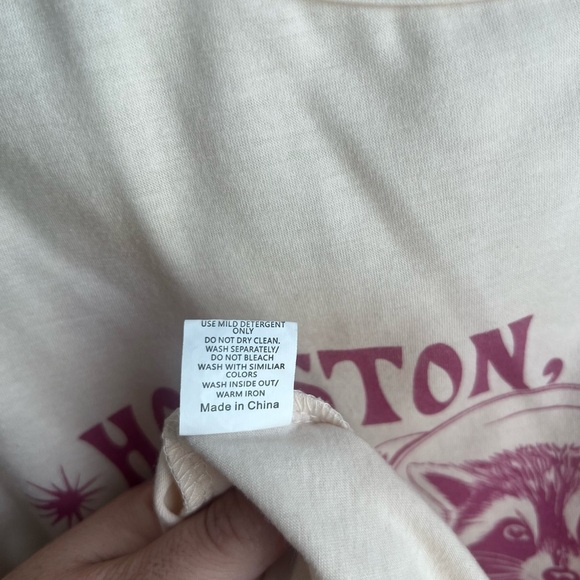 USE MILD DETERGENT
ONLY
DO NOT DRY CLEAN.
WASH SEPARATELY/
DO NOT BLEACH
WASH WITH SIMILIAR
COLORS
WASH INSIDE OUT/
WARM IRON
Made in China
HOUSTON,